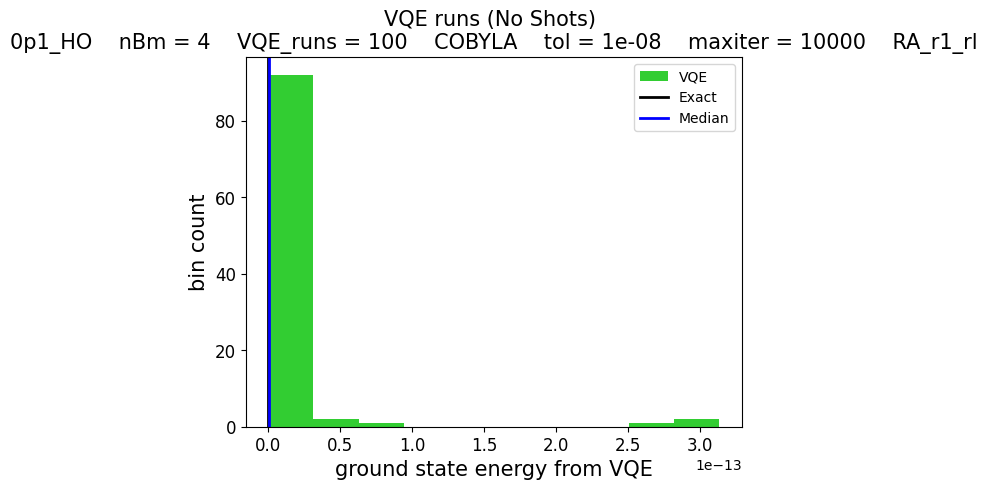 VQE runs (No Shots)
0p1_HO nBm = 4 VQE_runs = 100 COBYLA tol = 1e-08 maxiter = 10000 RA_r1_rl
VQE
Exact
Median
bin count
80
60
40
20
0
0.0 0.5 1.0 1.5 2.0 2.5 3.0
1e−13
ground state energy from VQE